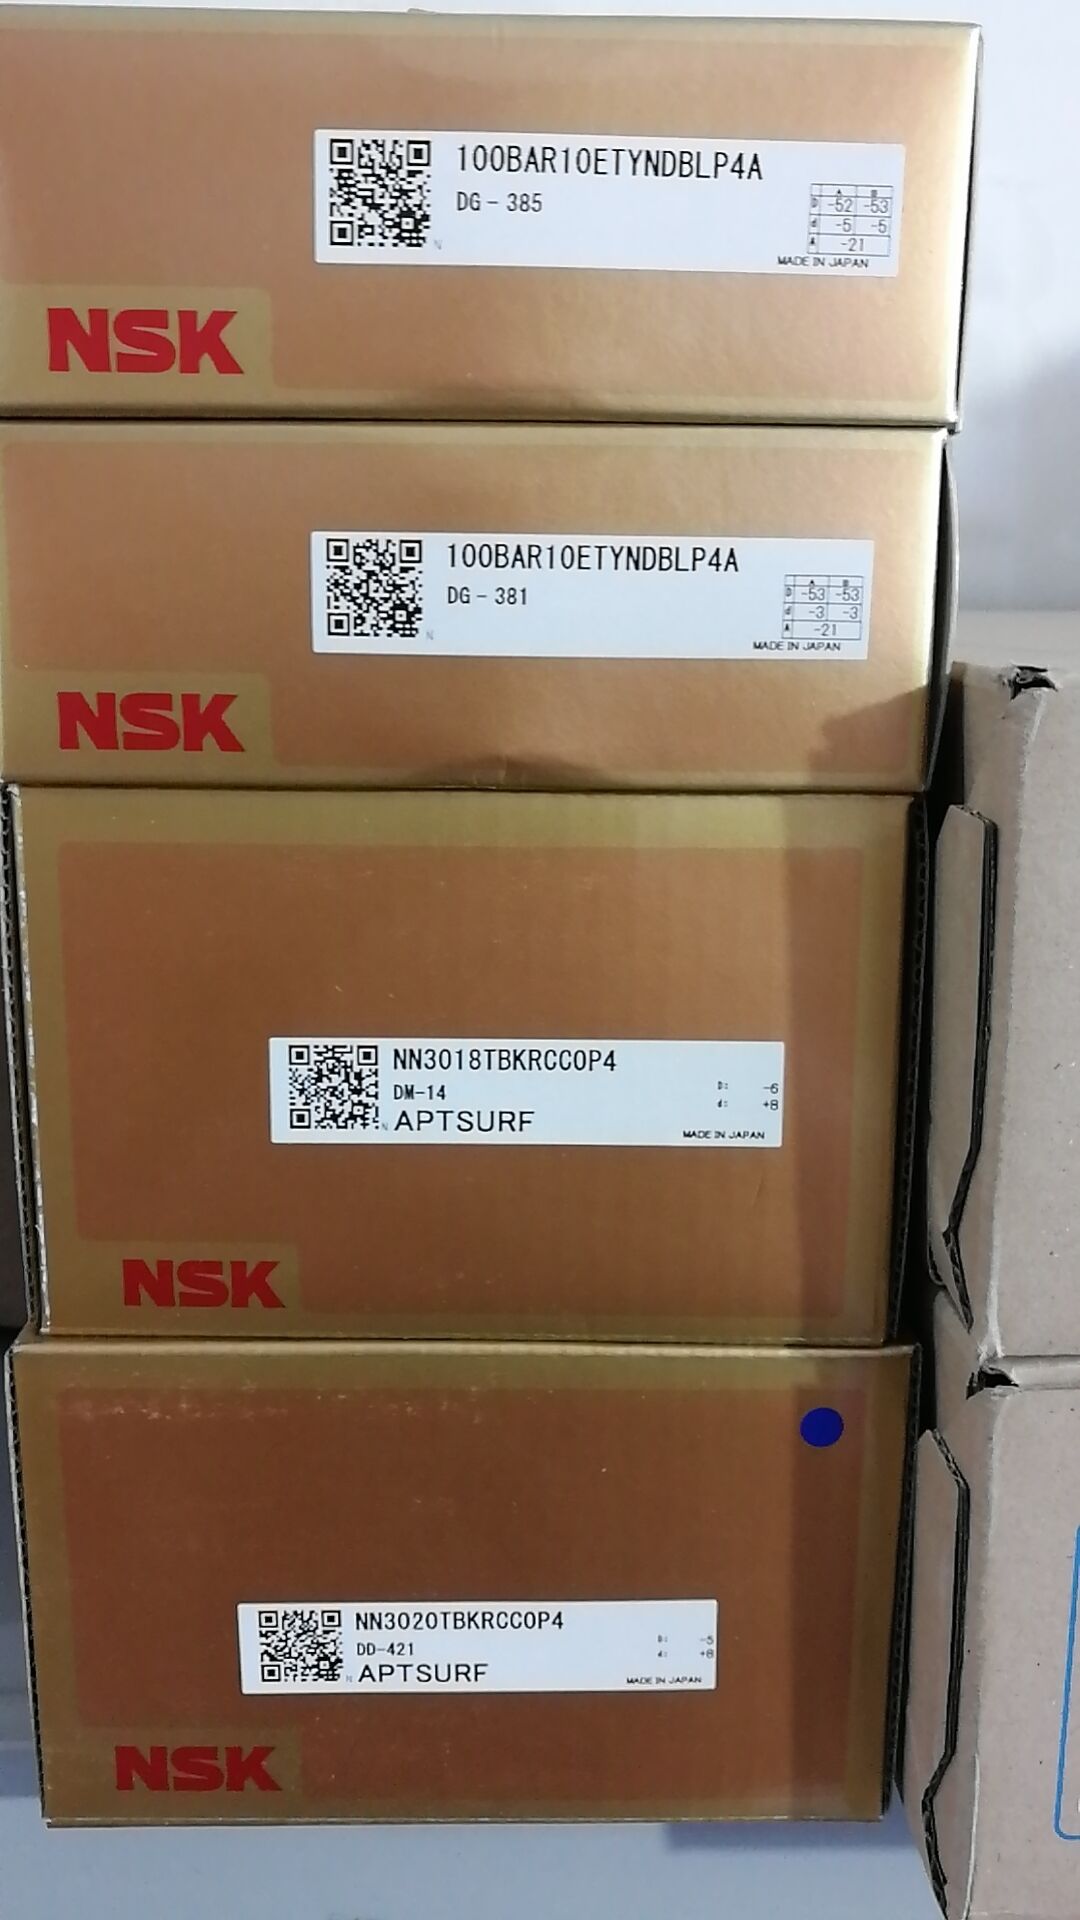 100BAR10ETYNDBLP4A
DG - 385
A B
D -52 -53
d -5 -5
A -21
N
MADE IN JAPAN
NSK
100BAR10ETYNDBLP4A
DG - 381
A B
D -53 -53
d -3 -3
A -21
N
MADE IN JAPAN
NSK
NN3018TBKRCC0P4
DM-14
D: -6
d: +8
N APTSURF
MADE IN JAPAN
NSK
NN3020TBKRCC0P4
DD-421
D: -5
d: +8
N APTSURF
MADE IN JAPAN
NSK